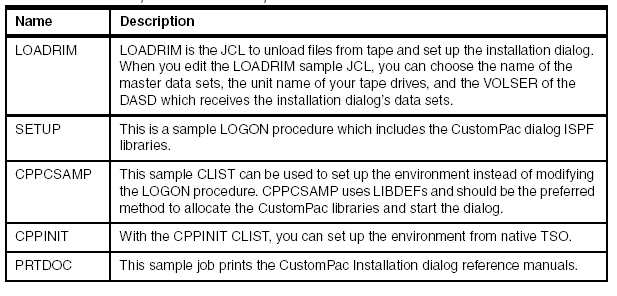 Name Description
LOADRIM LOADRIM is the JCL to unload files from tape and set up the installation dialog.
When you edit the LOADRIM sample JCL, you can choose the name of the
master data sets, the unit name of your tape drives, and the VOLSER of the
DASD which receives the installation dialog's data sets.
SETUP This is a sample LOGON procedure which includes the CustomPac dialog ISPF
libraries.
CPPCSAMP This sample CLIST can be used to set up the environment instead of modifying
the LOGON procedure. CPPCSAMP uses LIBDEFs and should be the preferred
method to allocate the CustomPac libraries and start the dialog.
CPPINIT With the CPPINIT CLIST, you can set up the environment from native TSO.
PRTDOC This sample job prints the CustomPac Installation dialog reference manuals.